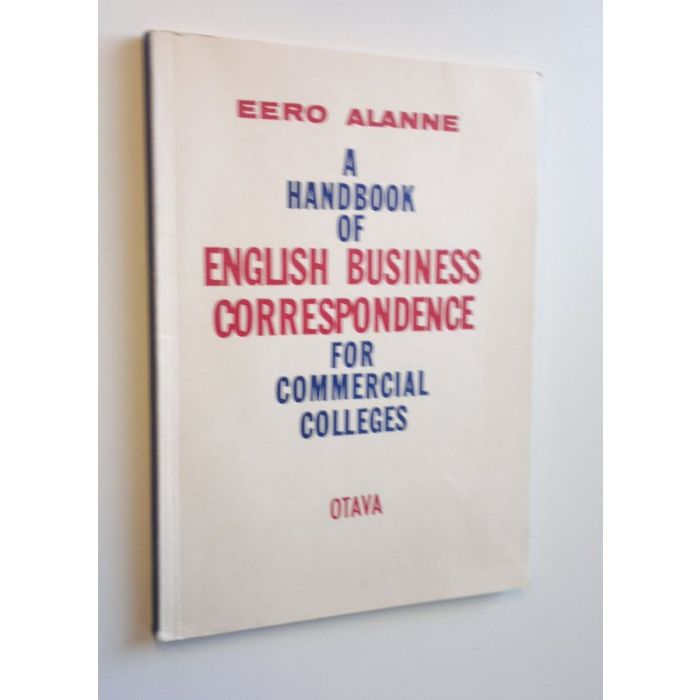 EERO ALANNE
A
HANDBOOK
OF
ENGLISH BUSINESS
CORRESPONDENCE
FOR
COMMERCIAL
COLLEGES
OTAVA